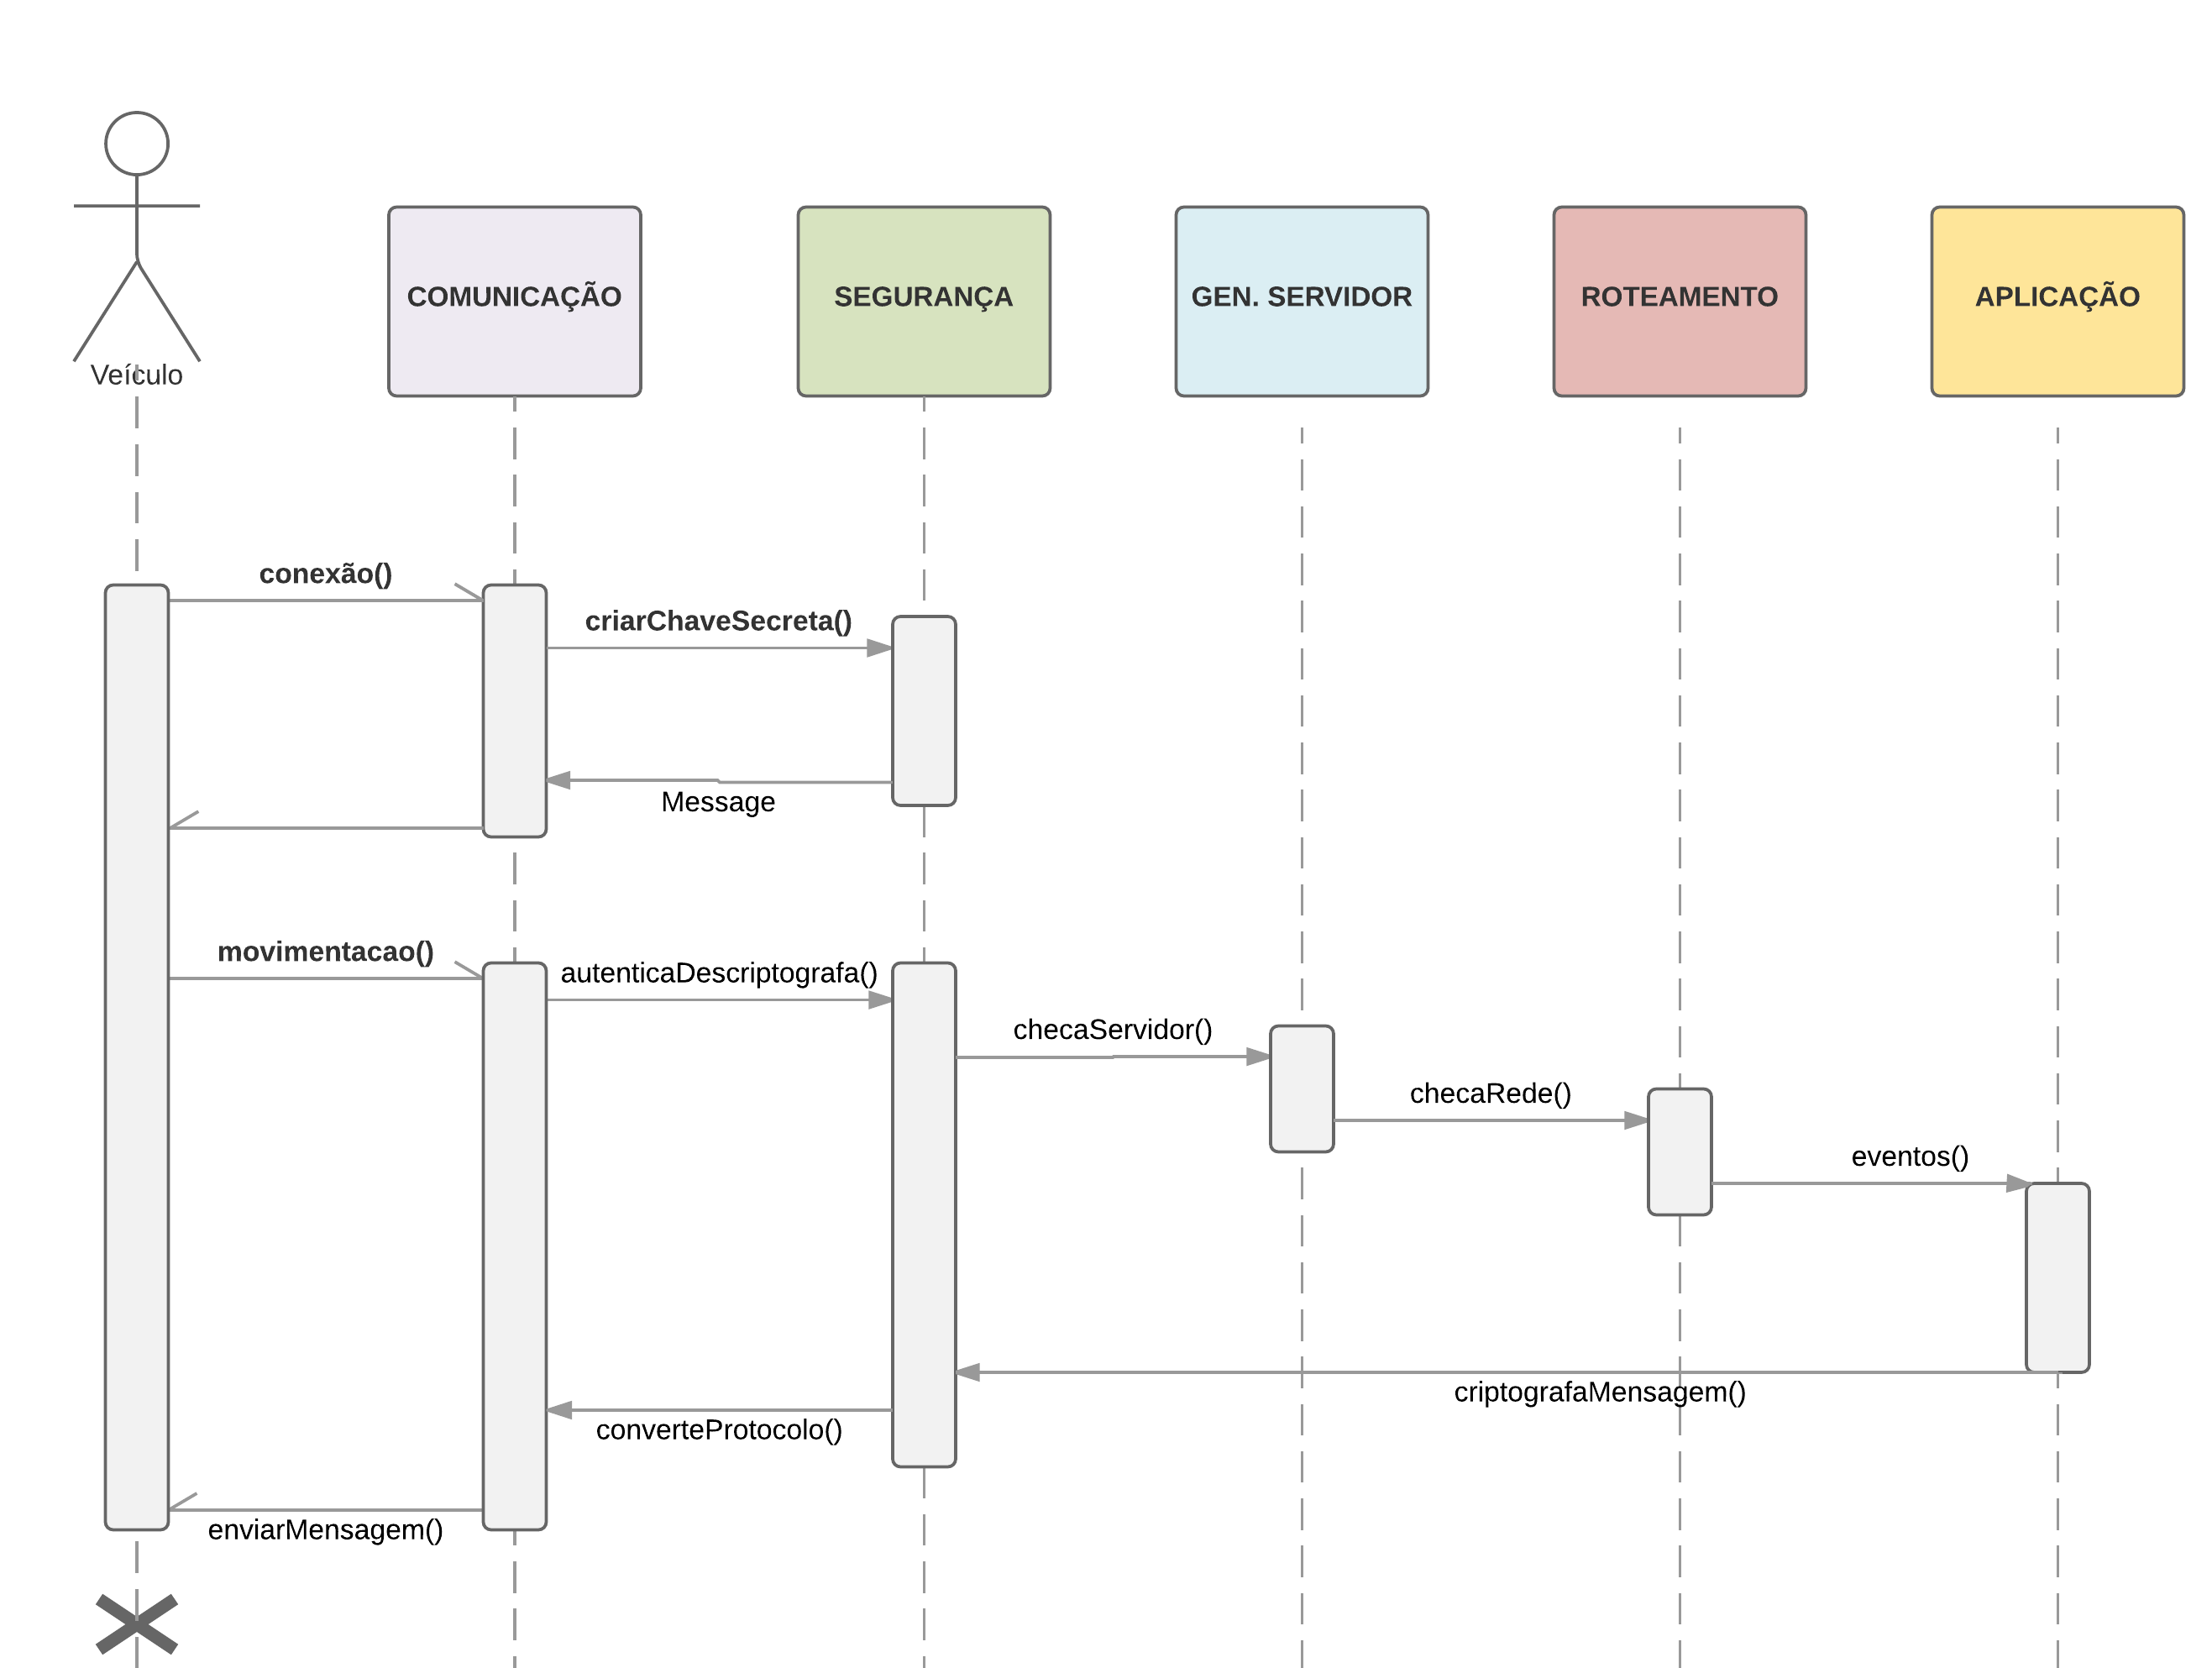 Veículo
COMUNICAÇÃO
SEGURANÇA
GEN. SERVIDOR
ROTEAMENTO
APLICAÇÃO
conexão()
criarChaveSecreta()
Message
movimentacao()
autenticaDescriptografa()
checaServidor()
checaRede()
eventos()
criptografaMensagem()
converteProtocolo()
enviarMensagem()